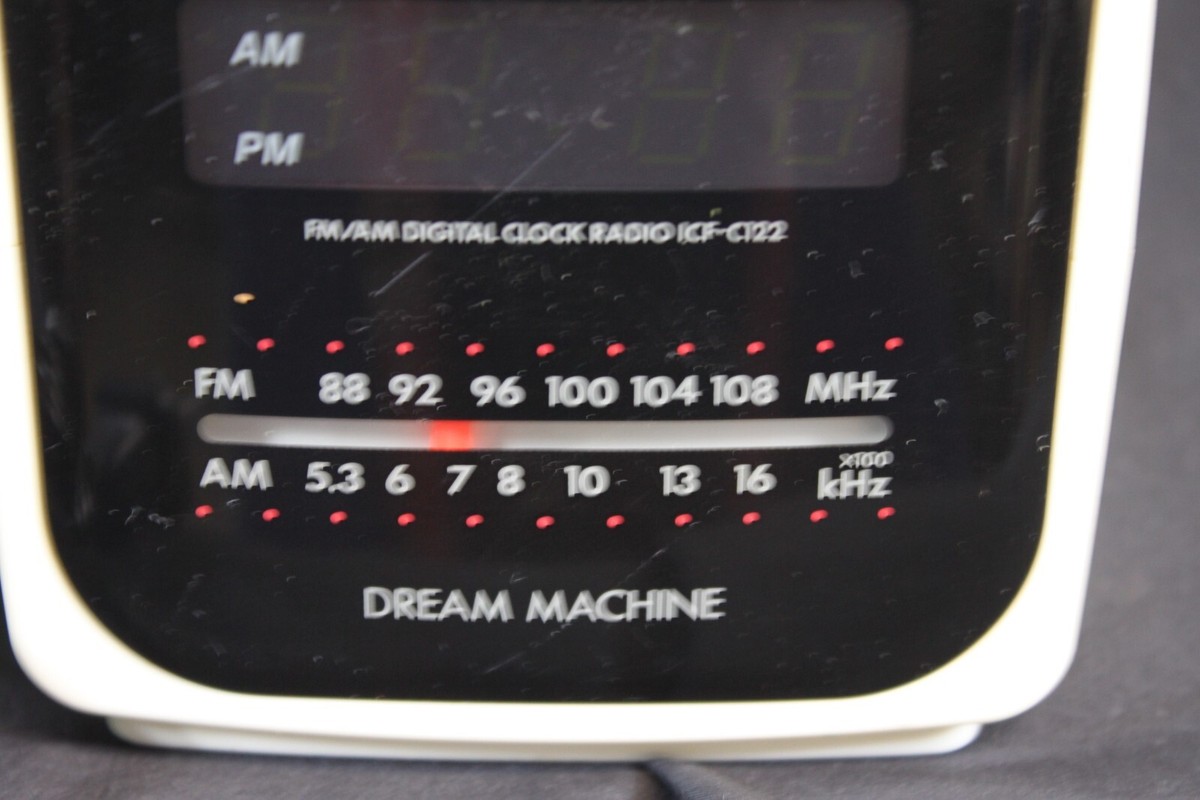 AM
PM
FM/AM DIGITAL CLOCK RADIO ICF-C122
FM 88 92 96 100 104 108 MHz
AM 5.3 6 7 8 10 13 16 ×100 kHz
DREAM MACHINE